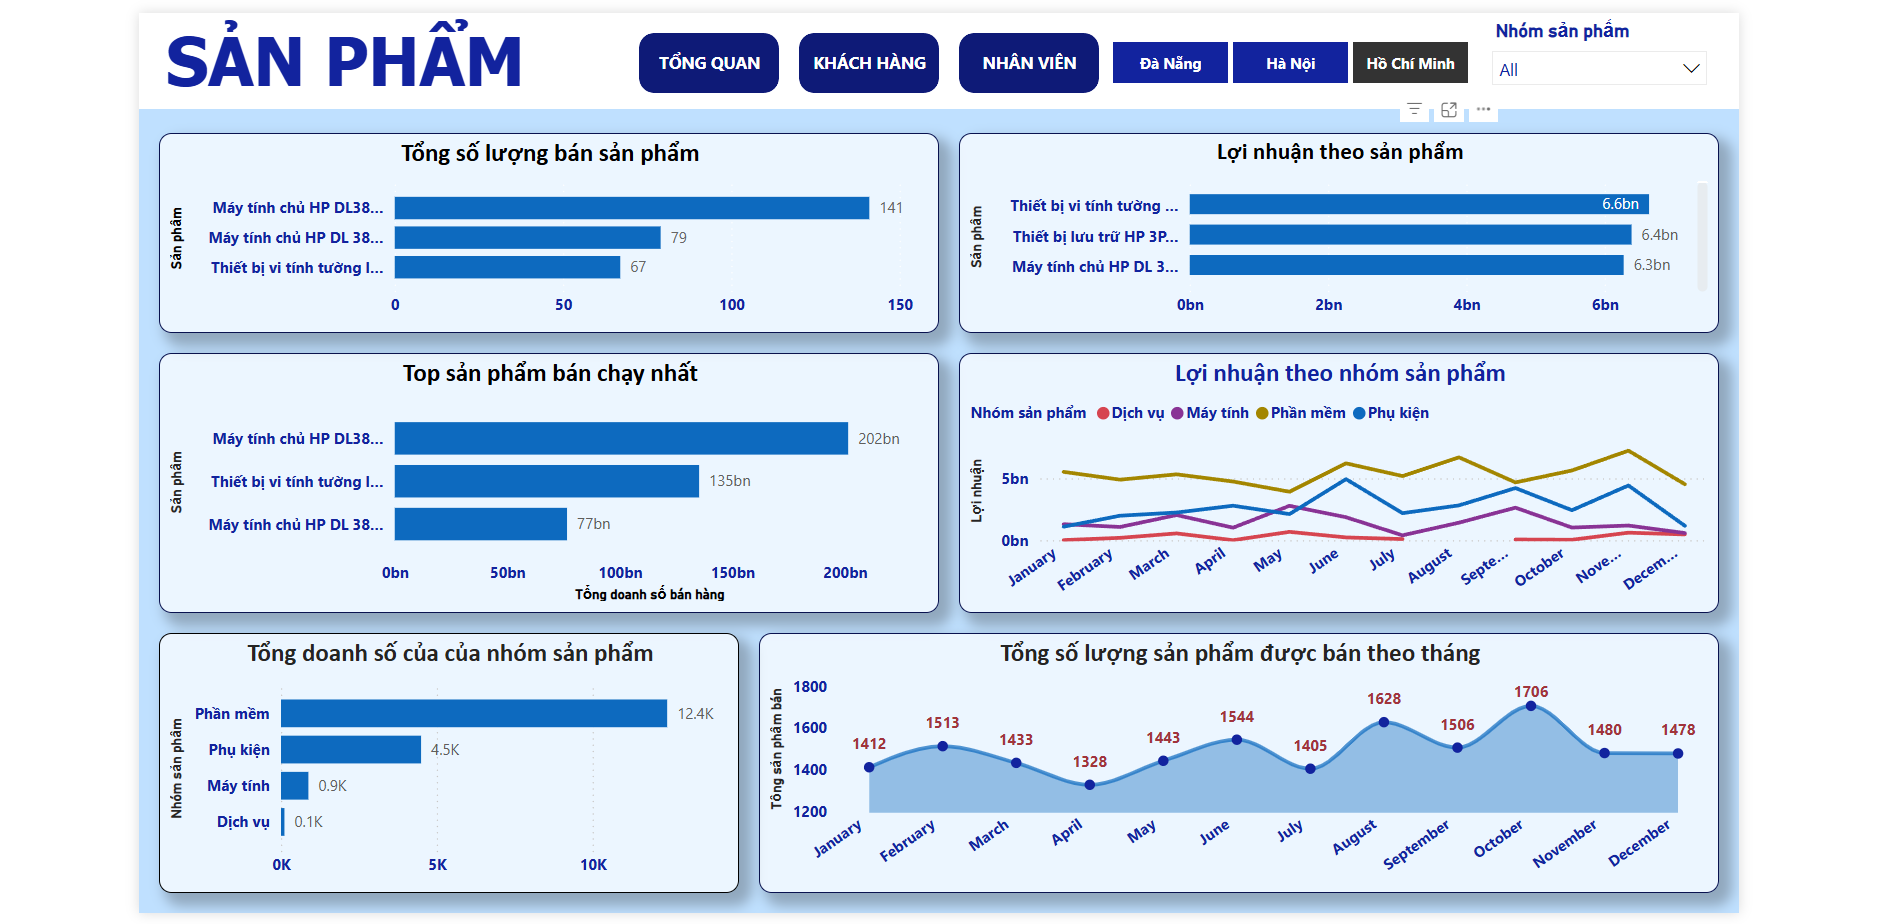 SẢN PHẨM
TỔNG QUAN
KHÁCH HÀNG
NHÂN VIÊN
Đà Nẵng
Hà Nội
Hồ Chí Minh
Nhóm sản phẩm
All
Tổng số lượng bán sản phẩm
Sản phẩm
Máy tính chủ HP DL38...
141
Máy tính chủ HP DL 38...
79
Thiết bị vi tính tường l...
67
0
50
100
150
Lợi nhuận theo sản phẩm
Sản phẩm
Thiết bị vi tính tường ...
6.6bn
Thiết bị lưu trữ HP 3P...
6.4bn
Máy tính chủ HP DL 3...
6.3bn
0bn
2bn
4bn
6bn
Top sản phẩm bán chạy nhất
Sản phẩm
Máy tính chủ HP DL38...
202bn
Thiết bị vi tính tường l...
135bn
Máy tính chủ HP DL 38...
77bn
0bn
50bn
100bn
150bn
200bn
Tổng doanh số bán hàng
Lợi nhuận theo nhóm sản phẩm
Nhóm sản phẩm
Dịch vụ
Máy tính
Phần mềm
Phụ kiện
Lợi nhuận
5bn
0bn
January
February
March
April
May
June
July
August
Septe...
October
Nove...
Decem...
Tổng doanh số của của nhóm sản phẩm
Nhóm sản phẩm
Phần mềm
12.4K
Phụ kiện
4.5K
Máy tính
0.9K
Dịch vụ
0.1K
0K
5K
10K
Tổng số lượng sản phẩm được bán theo tháng
Tổng sản phẩm bán
1800
1600
1400
1200
1412
1513
1433
1328
1443
1544
1405
1628
1506
1706
1480
1478
January
February
March
April
May
June
July
August
September
October
November
December